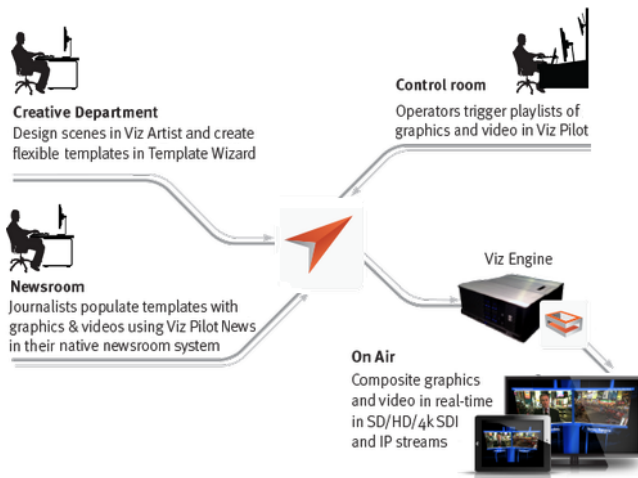 Creative Department
Design scenes in Viz Artist and create
flexible templates in Template Wizard
Control room
Operators trigger playlists of
graphics and video in Viz Pilot
Newsroom
Journalists populate templates with
graphics & videos using Viz Pilot News
in their native newsroom system
Viz Engine
On Air
Composite graphics
and video in real-time
in SD/HD/4k SDI
and IP streams